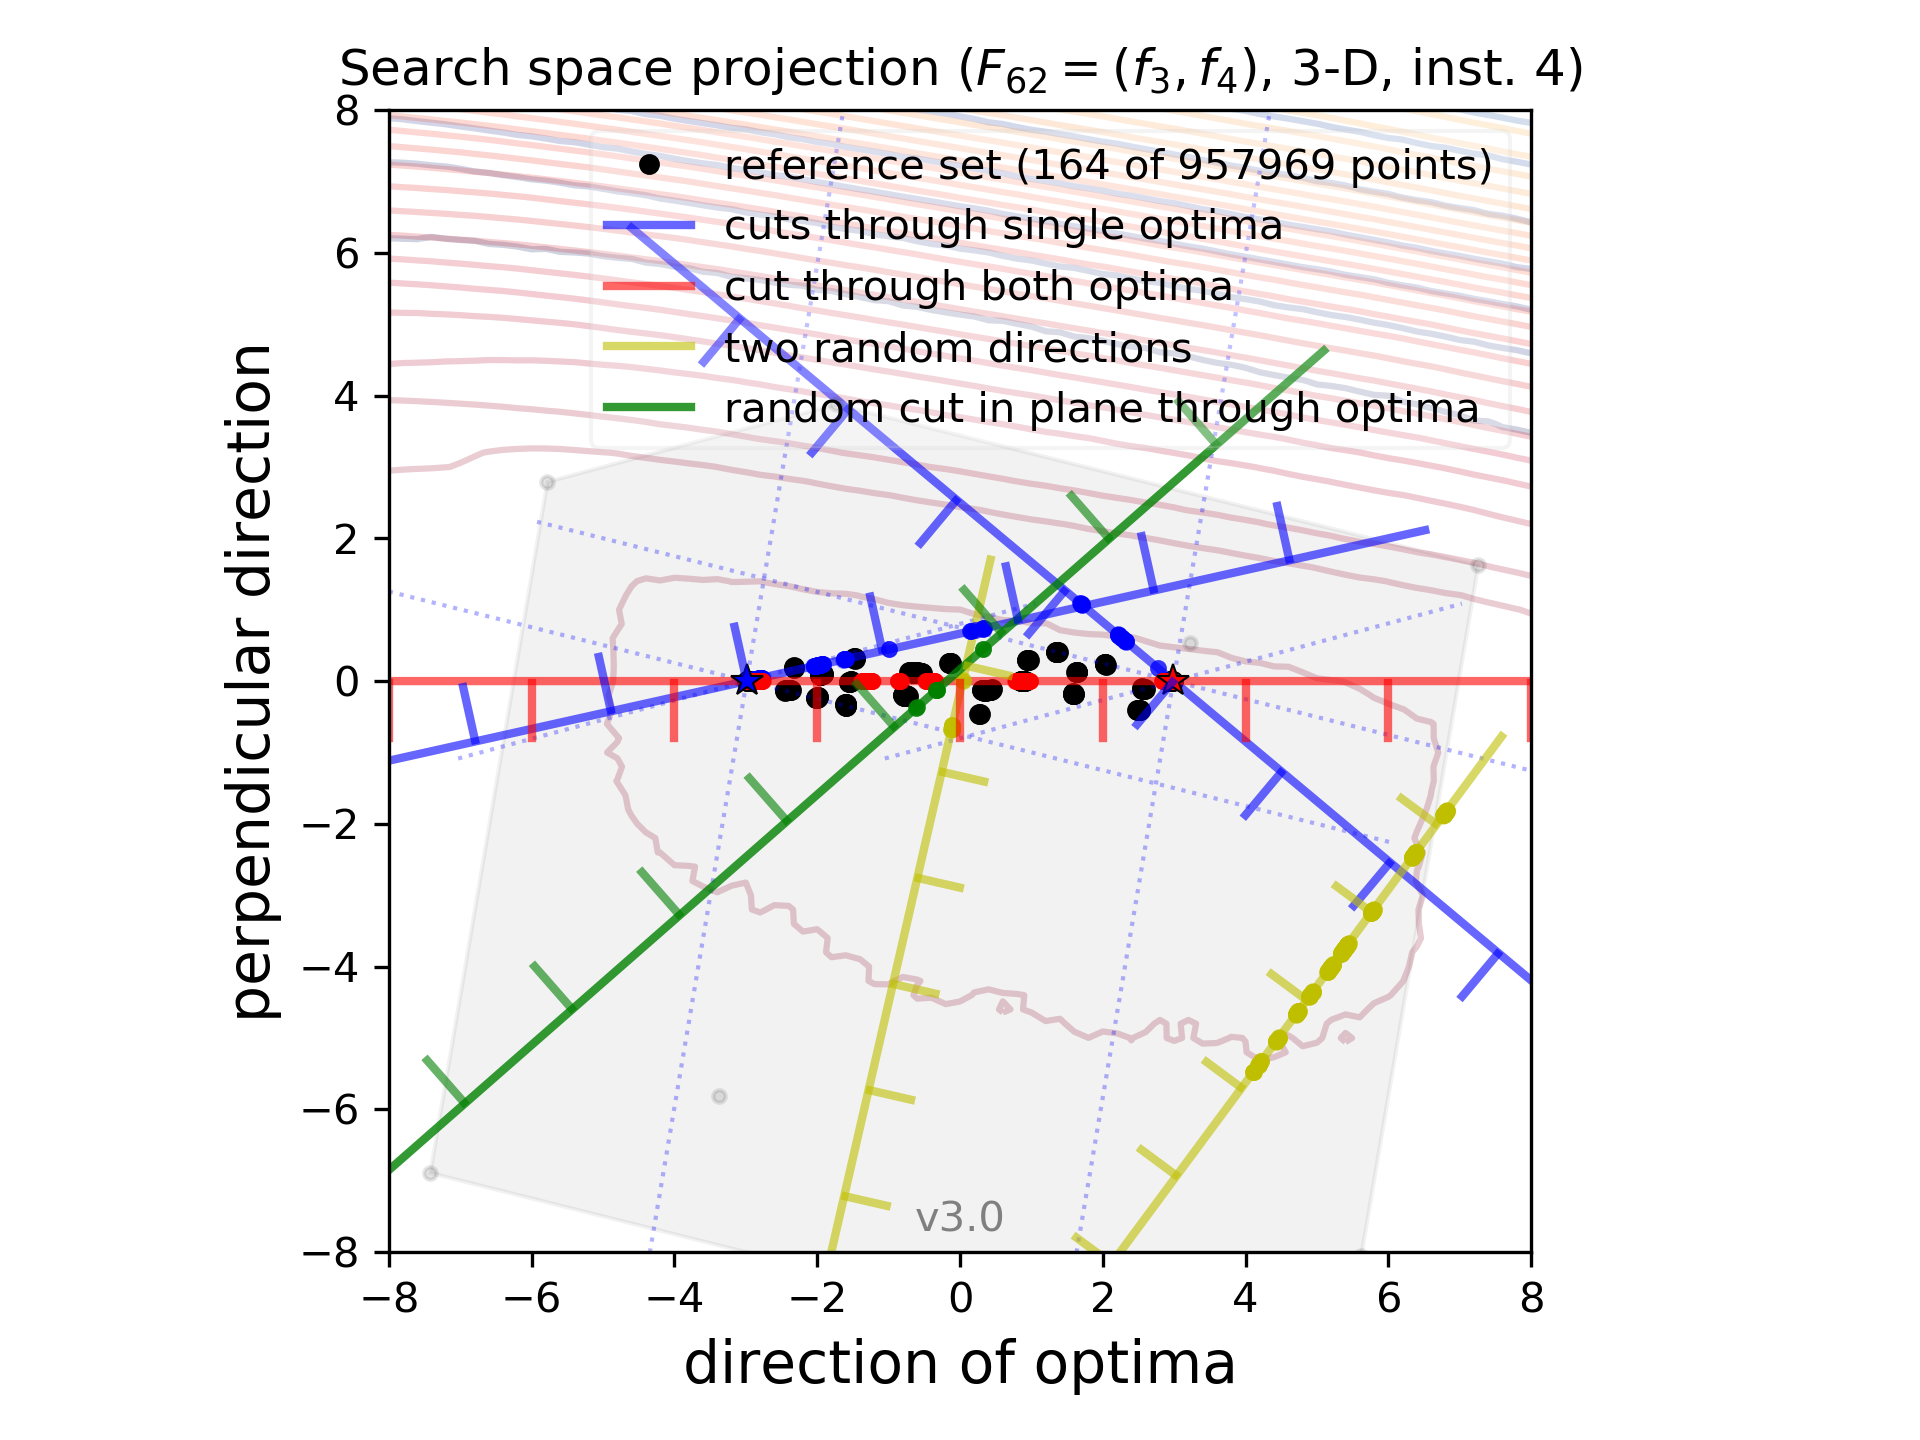 Search space projection (F₆₂ = (f₃, f₄), 3-D, inst. 4)
reference set (164 of 957969 points)
cuts through single optima
cut through both optima
two random directions
random cut in plane through optima
perpendicular direction
8
6
4
2
0
−2
−4
−6
−8
v3.0
−8 −6 −4 −2 0 2 4 6 8
direction of optima